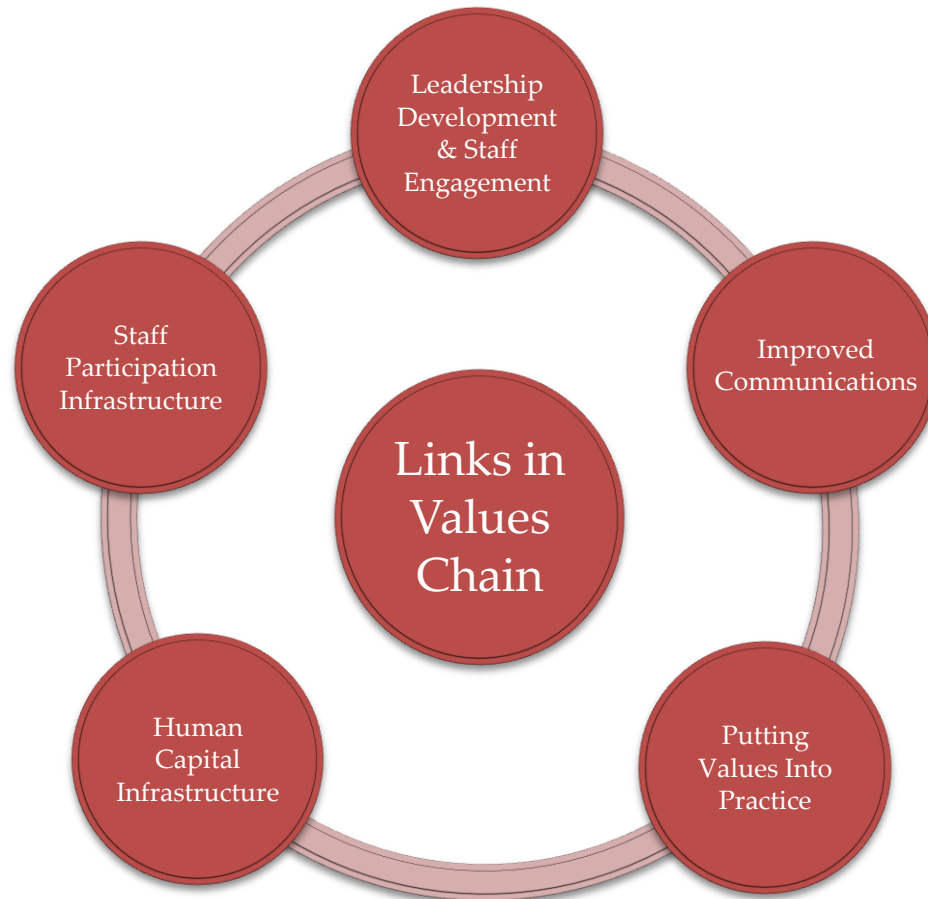 Leadership
Development
& Staff
Engagement
Improved
Communications
Putting
Values Into
Practice
Human
Capital
Infrastructure
Staff
Participation
Infrastructure
Links in
Values
Chain